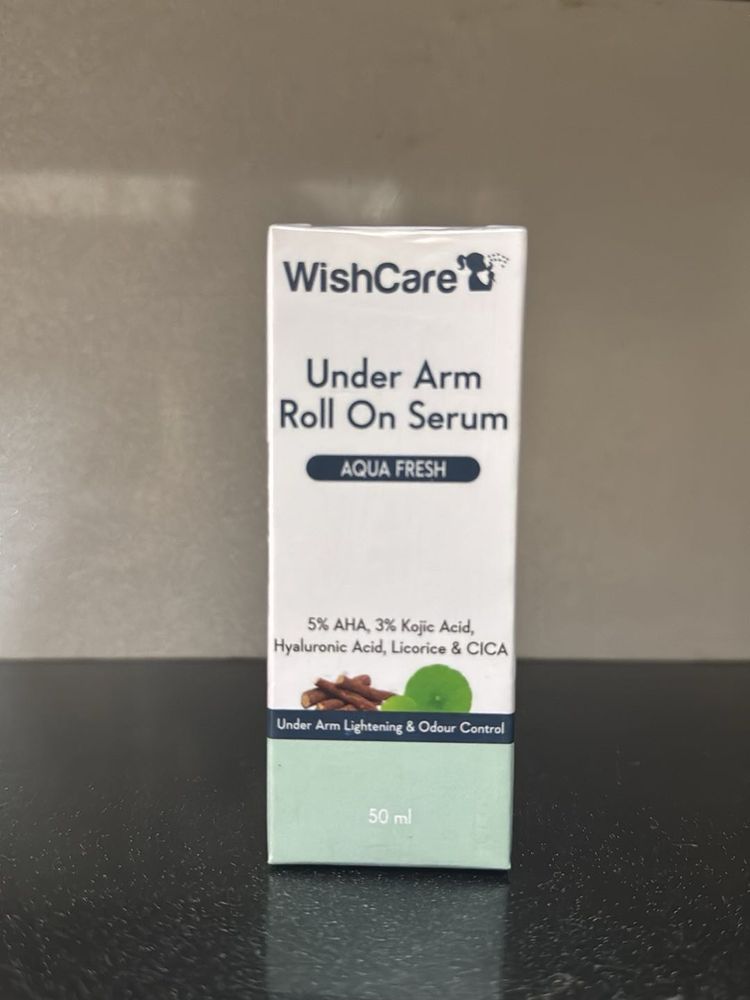 WishCare
Under Arm
Roll On Serum
AQUA FRESH
5% AHA, 3% Kojic Acid,
Hyaluronic Acid, Licorice & CICA
Under Arm Lightening & Odour Control
50 ml